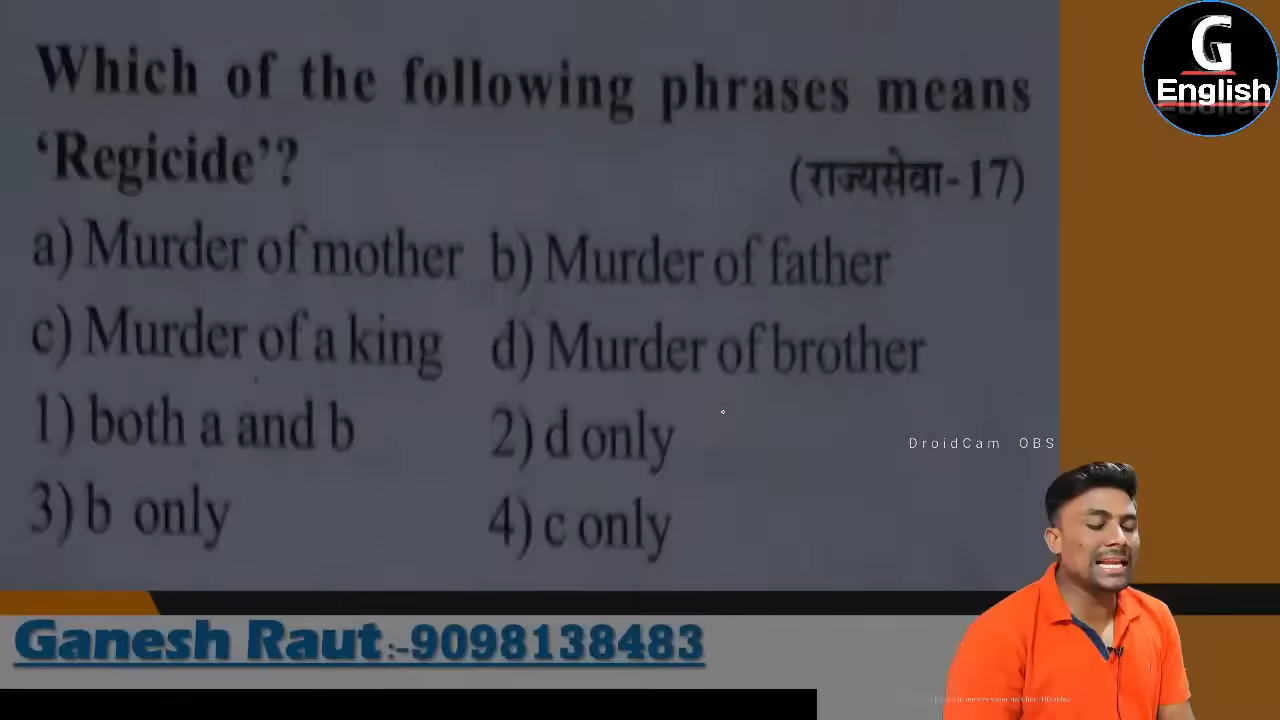 Which of the following phrases means
‘Regicide’? (राज्यसेवा-17)
a) Murder of mother b) Murder of father
c) Murder of a king d) Murder of brother
1) both a and b 2) d only
3) b only 4) c only
G
English
DroidCam OBS
Ganesh Raut:-9098138483